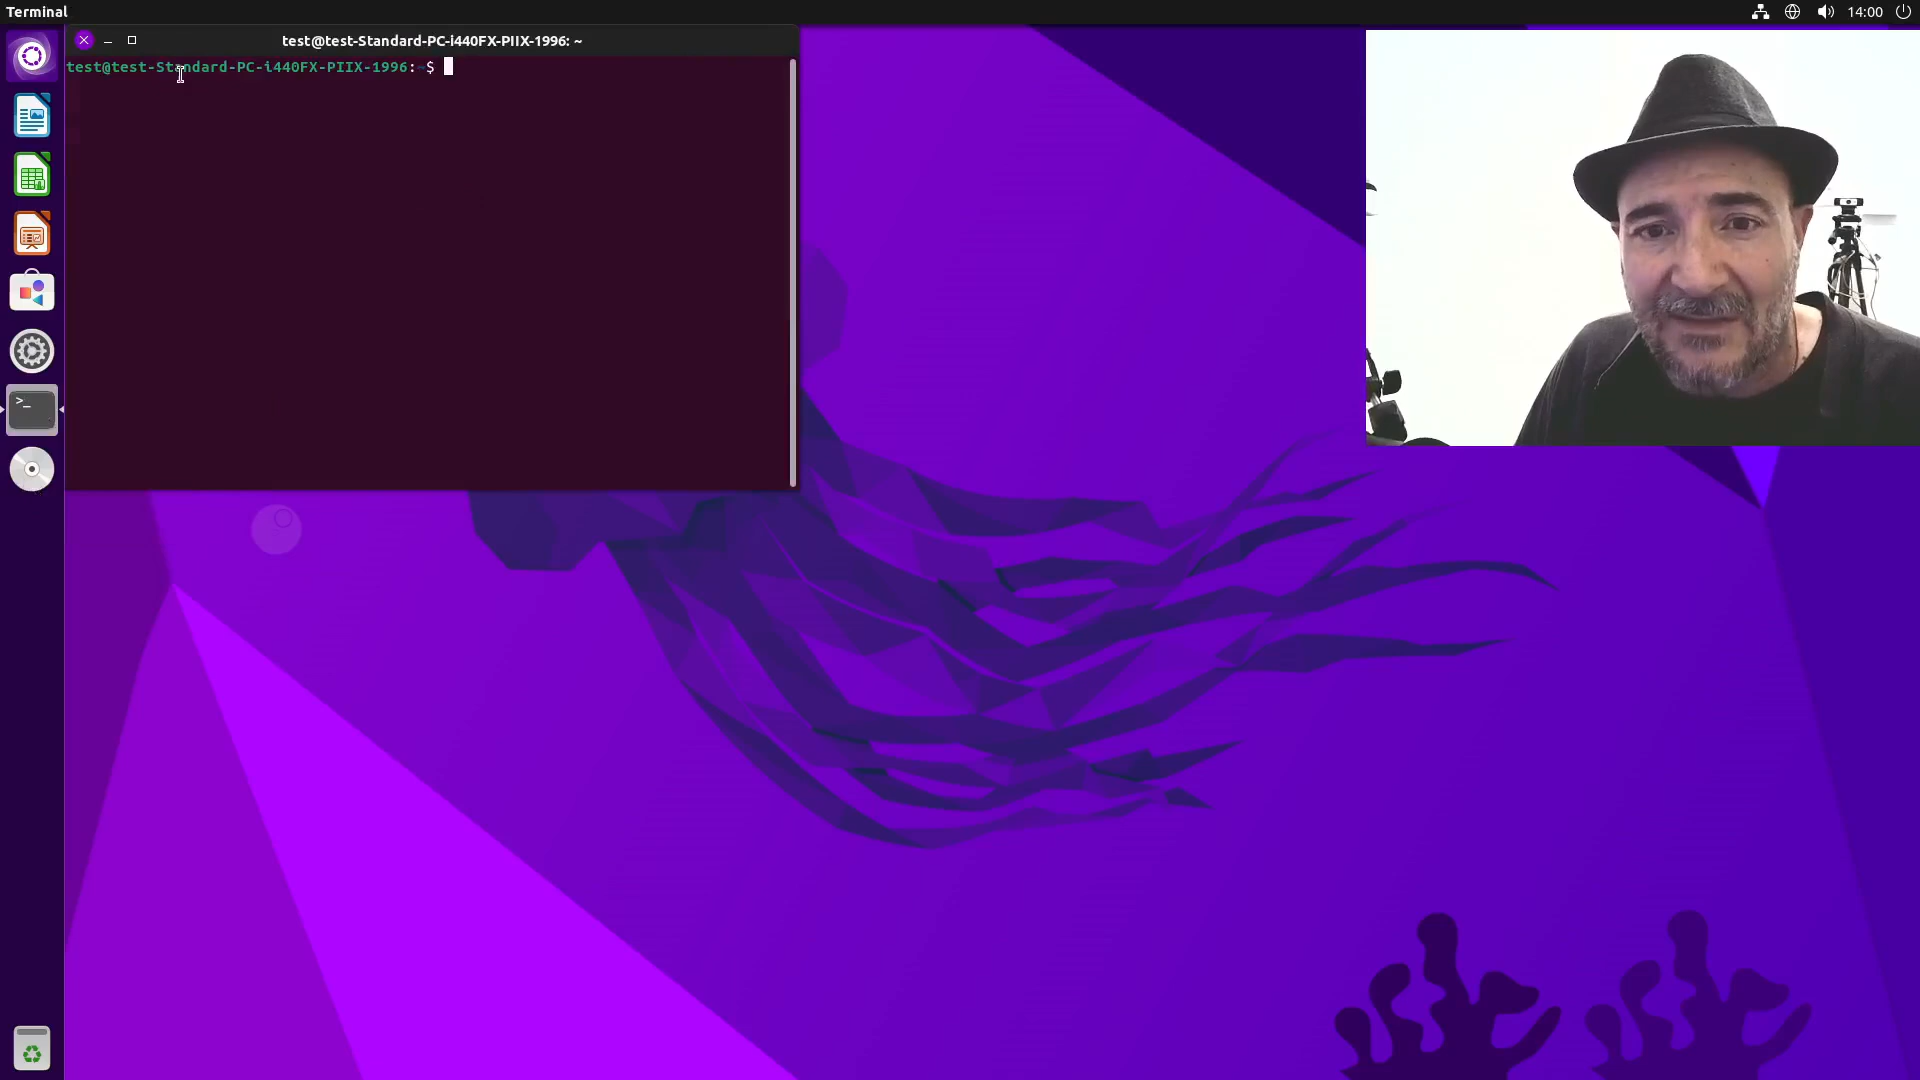 Terminal
14:00
test@test-Standard-PC-i440FX-PIIX-1996: ~
test@test-Standard-PC-i440FX-PIIX-1996:~$
>_